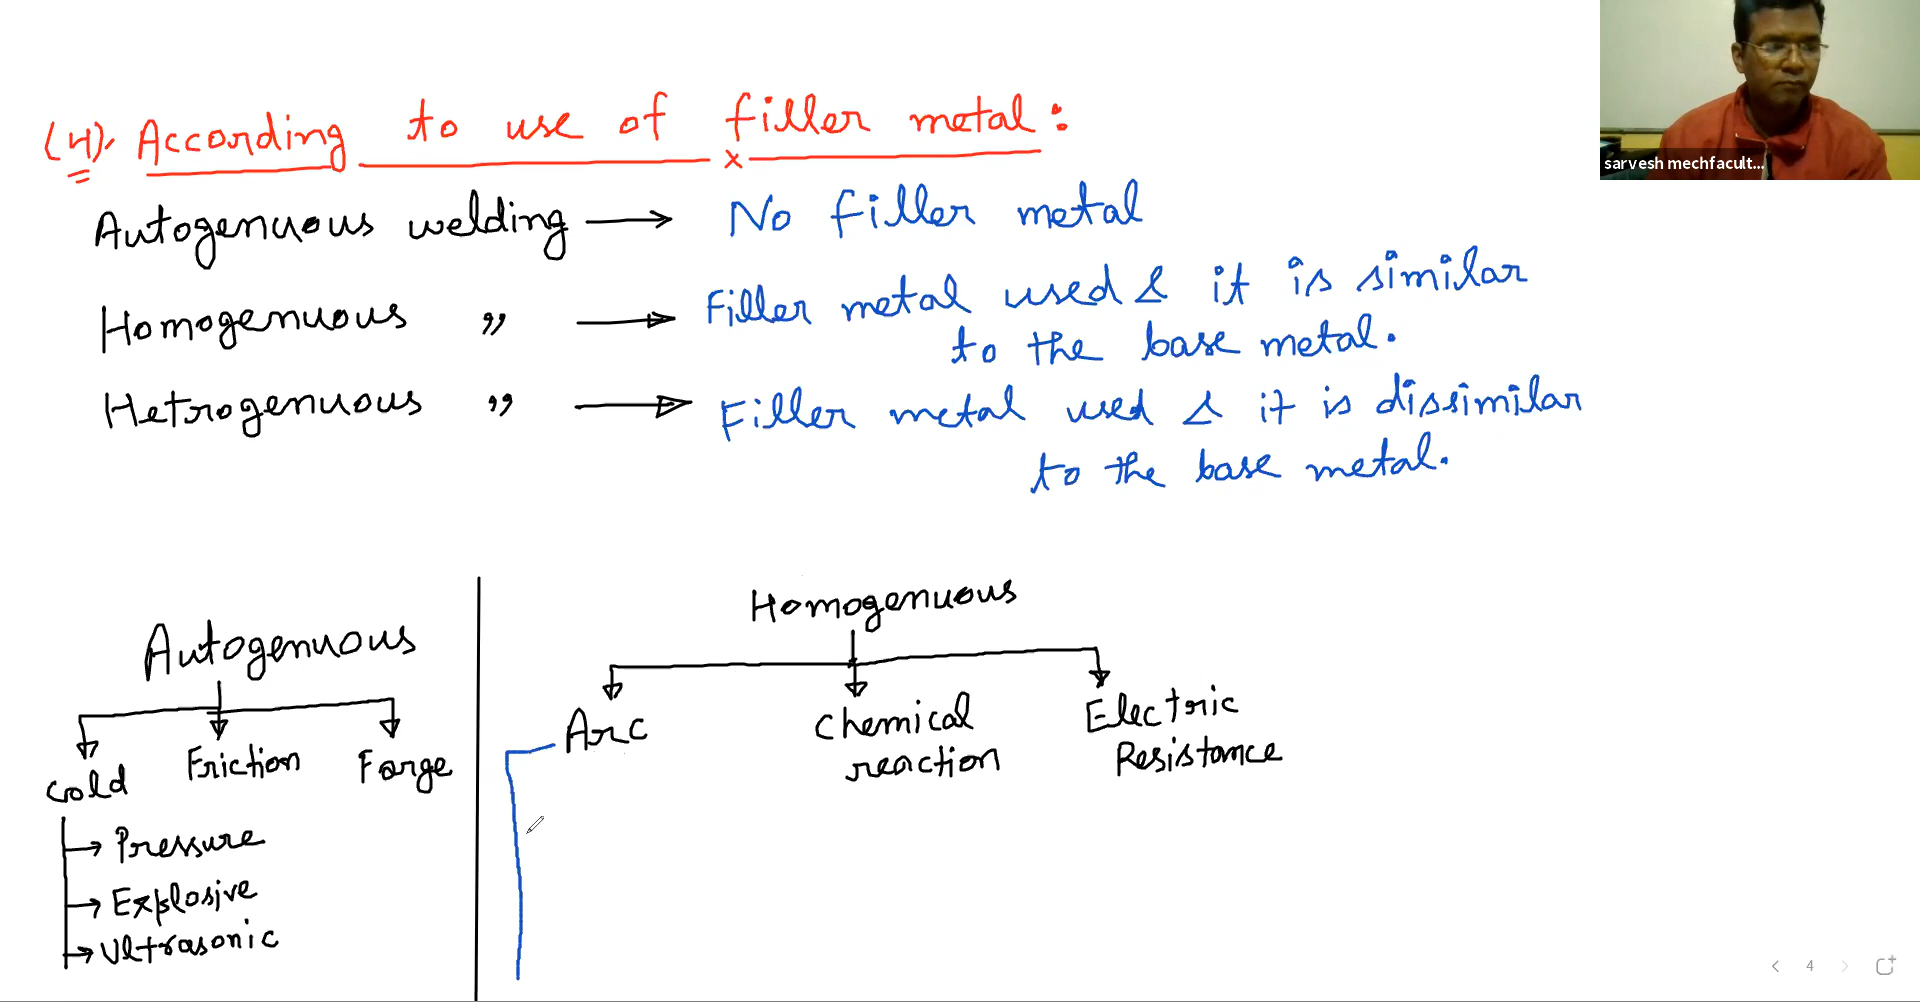 (4). According to use of filler metal:
x
Autogenuous welding → No filler metal
Homogenuous ,, → Filler metal used & it is similar
to the base metal.
Hetrogenuous ,, → Filler metal used & it is dissimilar
to the base metal.
Autogenuous
Cold Friction Forge
→ Pressure
→ Explosive
→ Ultrasonic
Homogenuous
Arc Chemical Electric
reaction Resistance
sarvesh mechfacult...
4